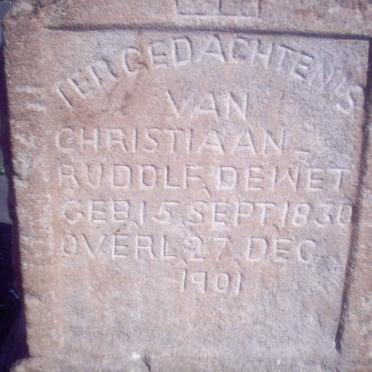 TER GEDACHTENIS
VAN
CHRISTIAAN
RUDOLF DE WET
GEB 15 SEPT 1830
OVERL 27 DEC
1901